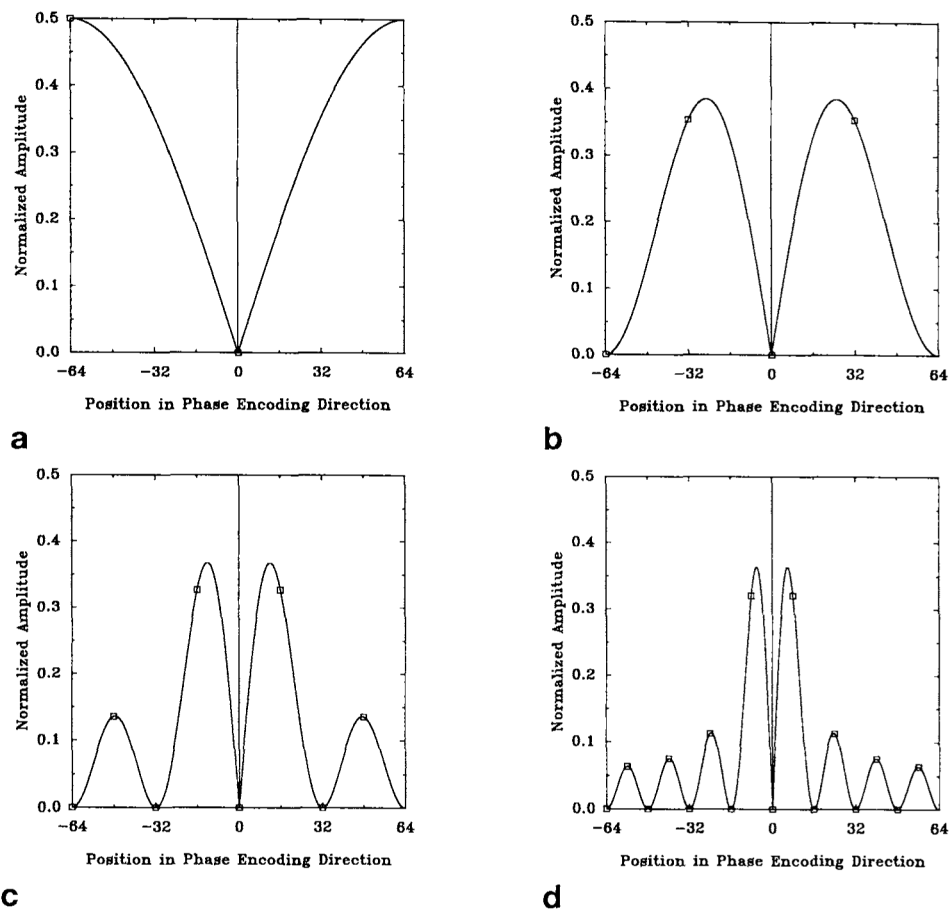 0.5
0.4
0.3
0.2
0.1
0.0
Normalized Amplitude
-64 -32 0 32 64
Position in Phase Encoding Direction
a
0.5
0.4
0.3
0.2
0.1
0.0
Normalized Amplitude
-64 -32 0 32 64
Position in Phase Encoding Direction
b
0.5
0.4
0.3
0.2
0.1
0.0
Normalized Amplitude
-64 -32 0 32 64
Position in Phase Encoding Direction
c
0.5
0.4
0.3
0.2
0.1
0.0
Normalized Amplitude
-64 -32 0 32 64
Position in Phase Encoding Direction
d